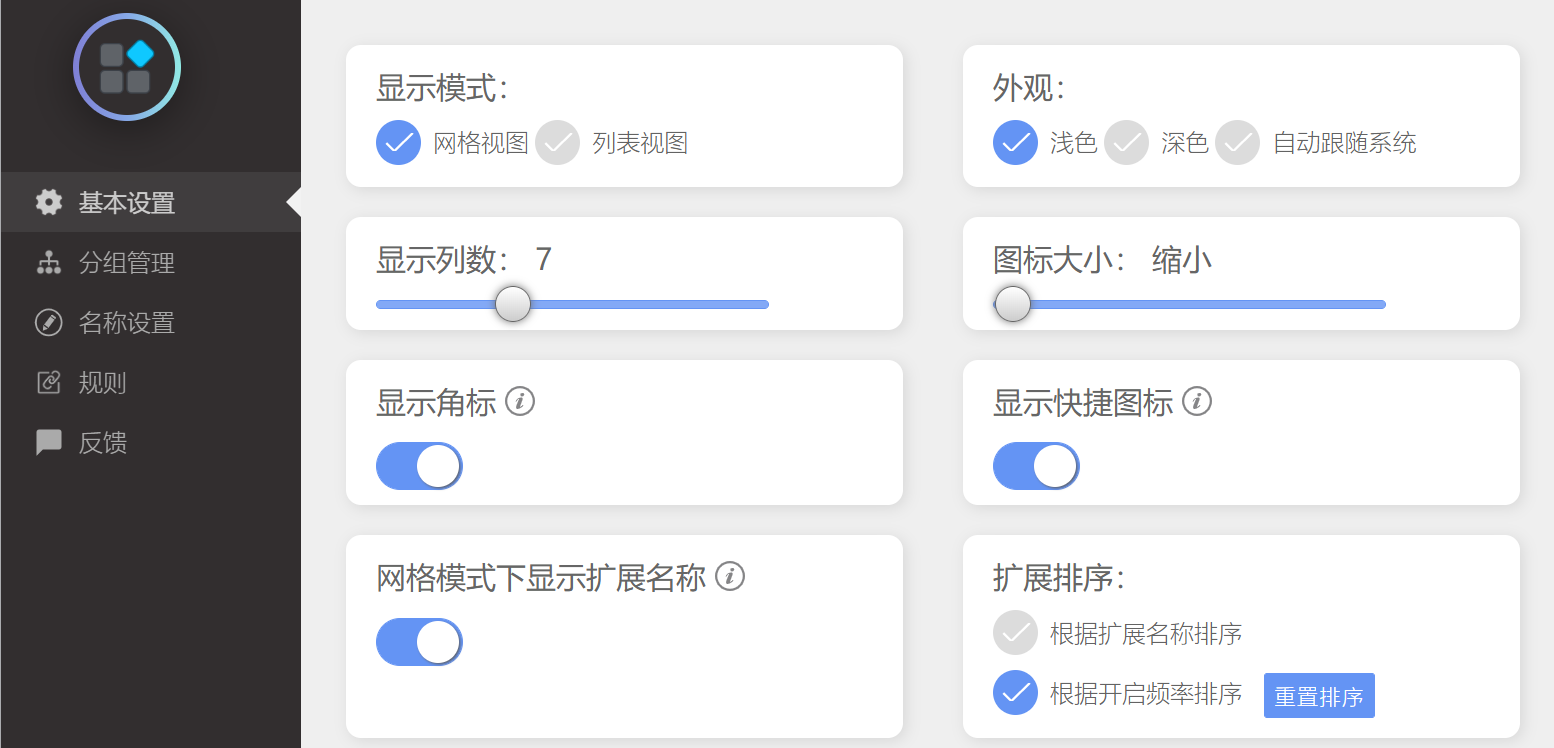 基本设置
分组管理
名称设置
规则
反馈
显示模式：
网格视图 列表视图
外观：
浅色 深色 自动跟随系统
显示列数： 7
图标大小： 缩小
显示角标
显示快捷图标
网格模式下显示扩展名称
扩展排序：
根据扩展名称排序
根据开启频率排序 重置排序